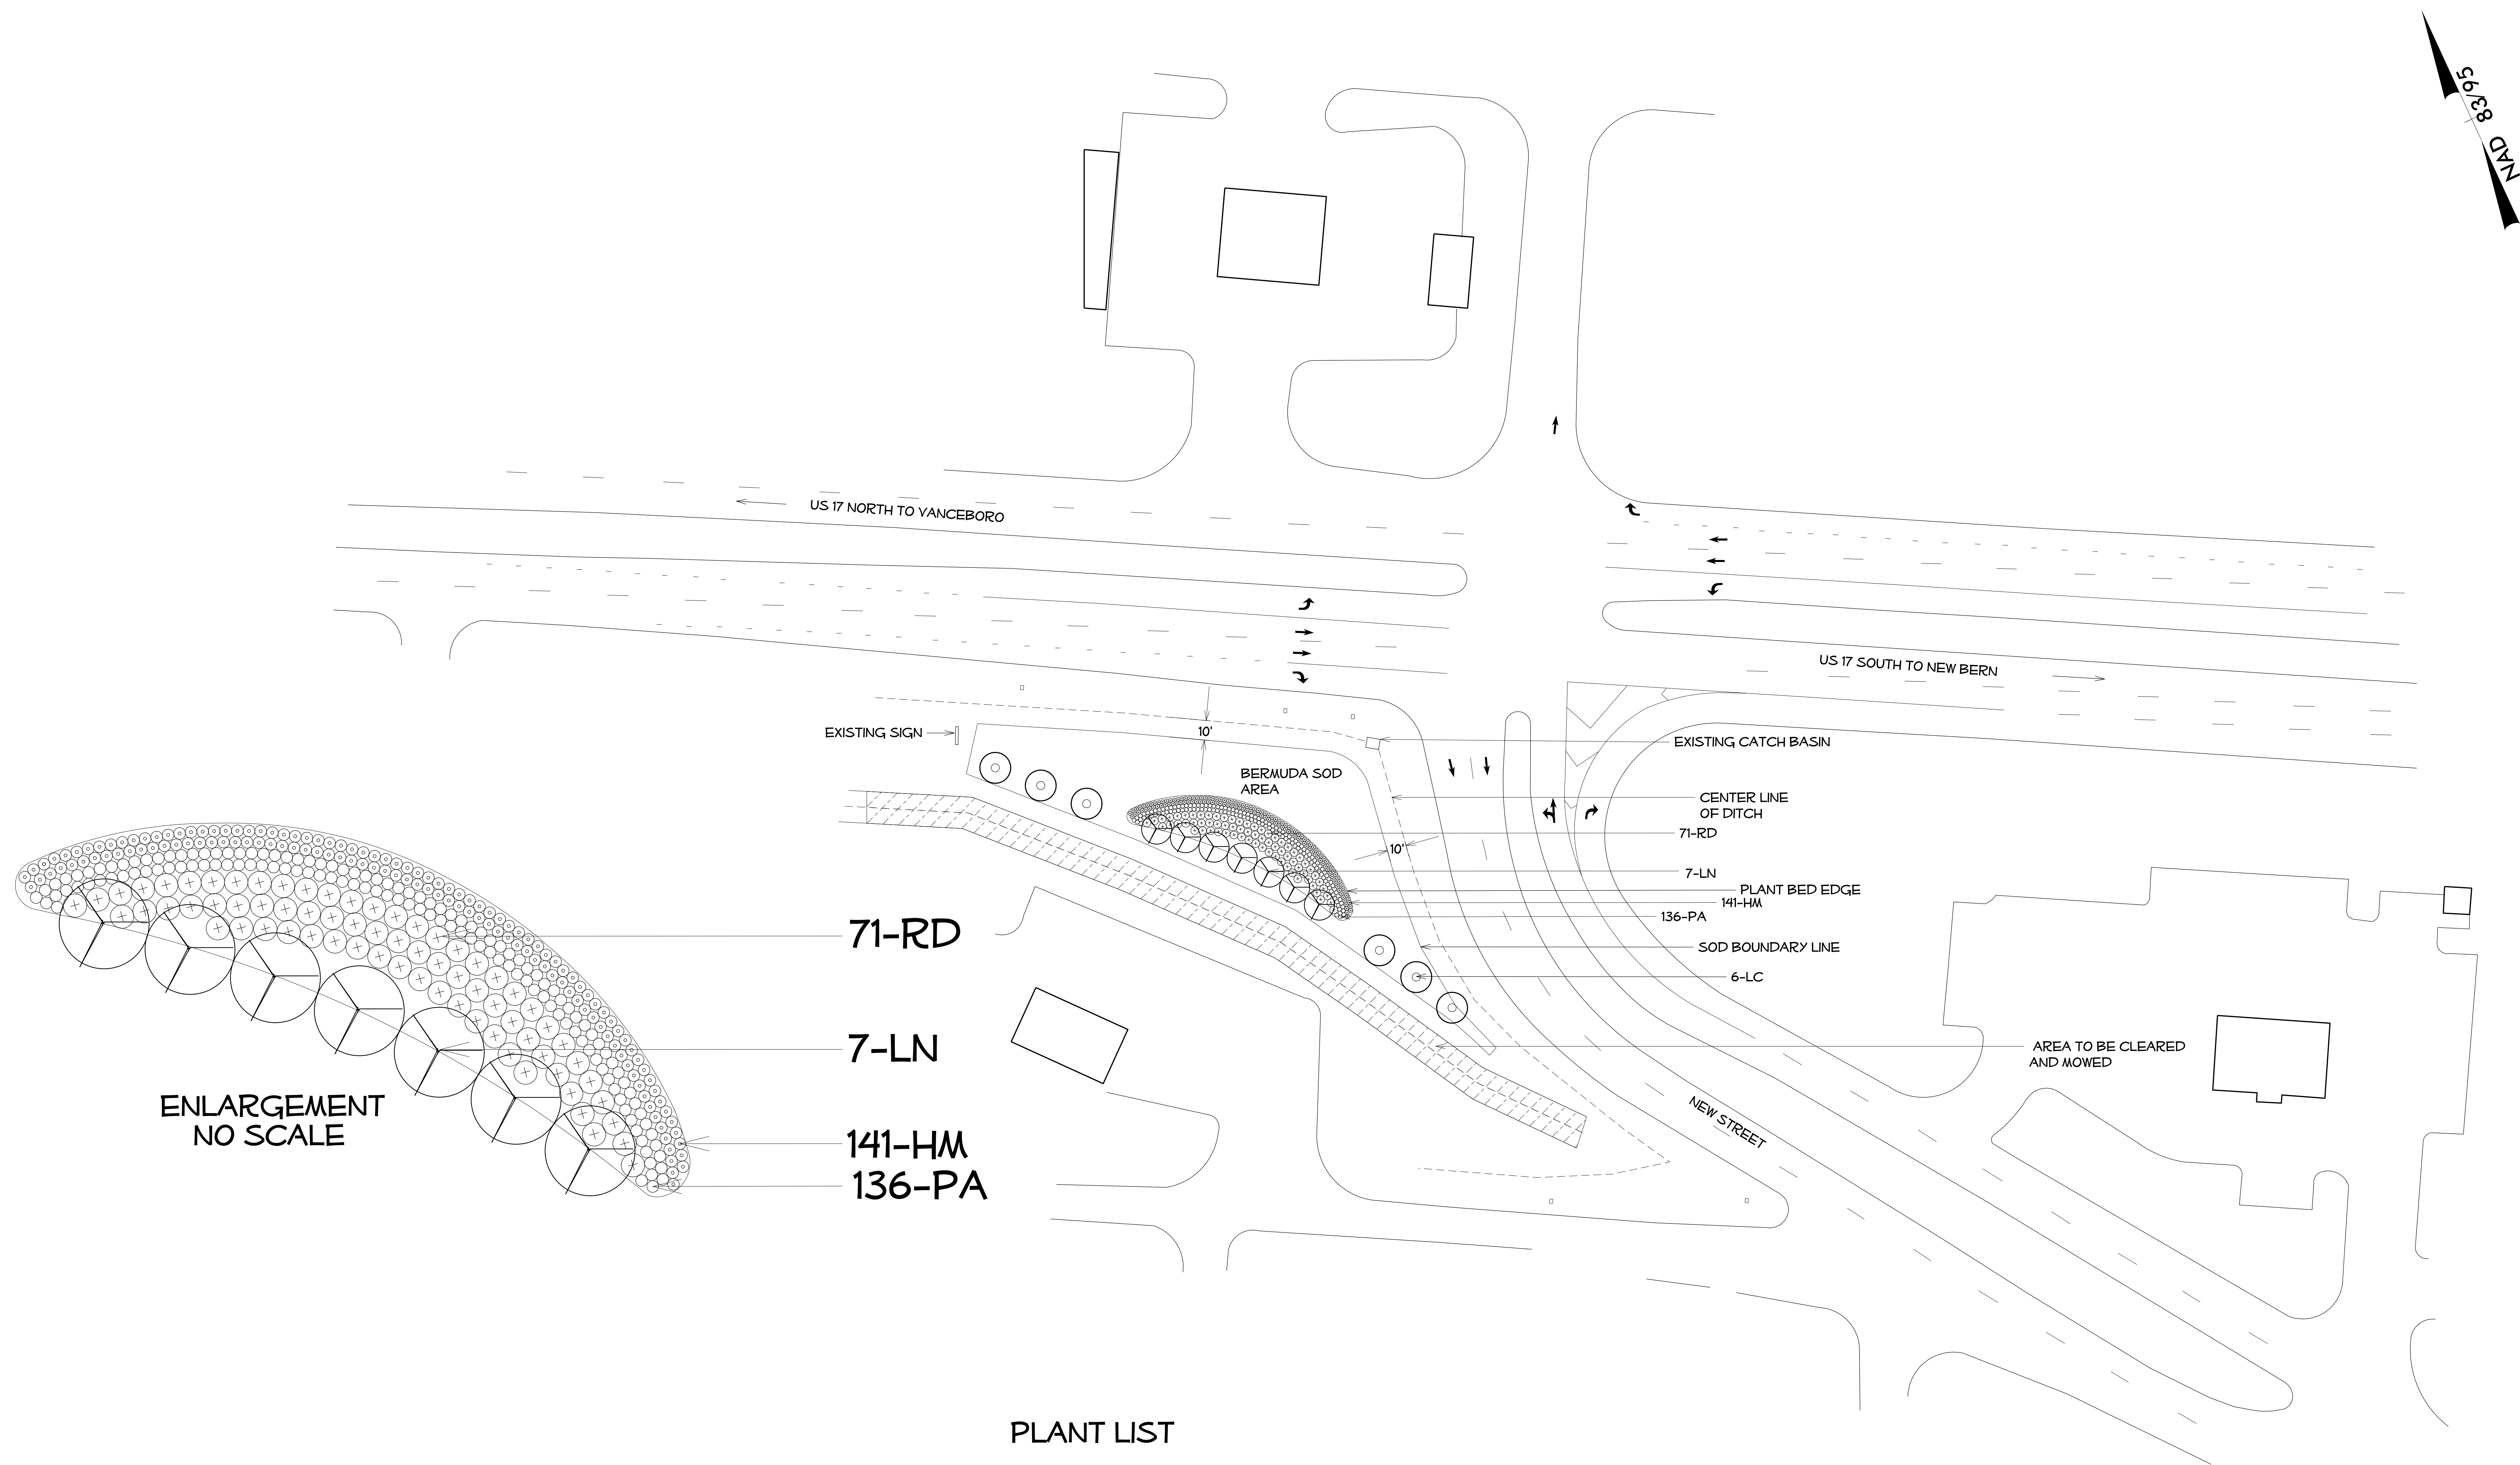 NAD 83/95
US 17 NORTH TO VANCEBORO
US 17 SOUTH TO NEW BERN
EXISTING SIGN
10'
EXISTING CATCH BASIN
BERMUDA SOD
AREA
CENTER LINE
OF DITCH
71-RD
10'
7-LN
PLANT BED EDGE
141-HM
136-PA
SOD BOUNDARY LINE
6-LC
AREA TO BE CLEARED
AND MOWED
NEW STREET
71-RD
7-LN
141-HM
136-PA
ENLARGEMENT
NO SCALE
PLANT LIST